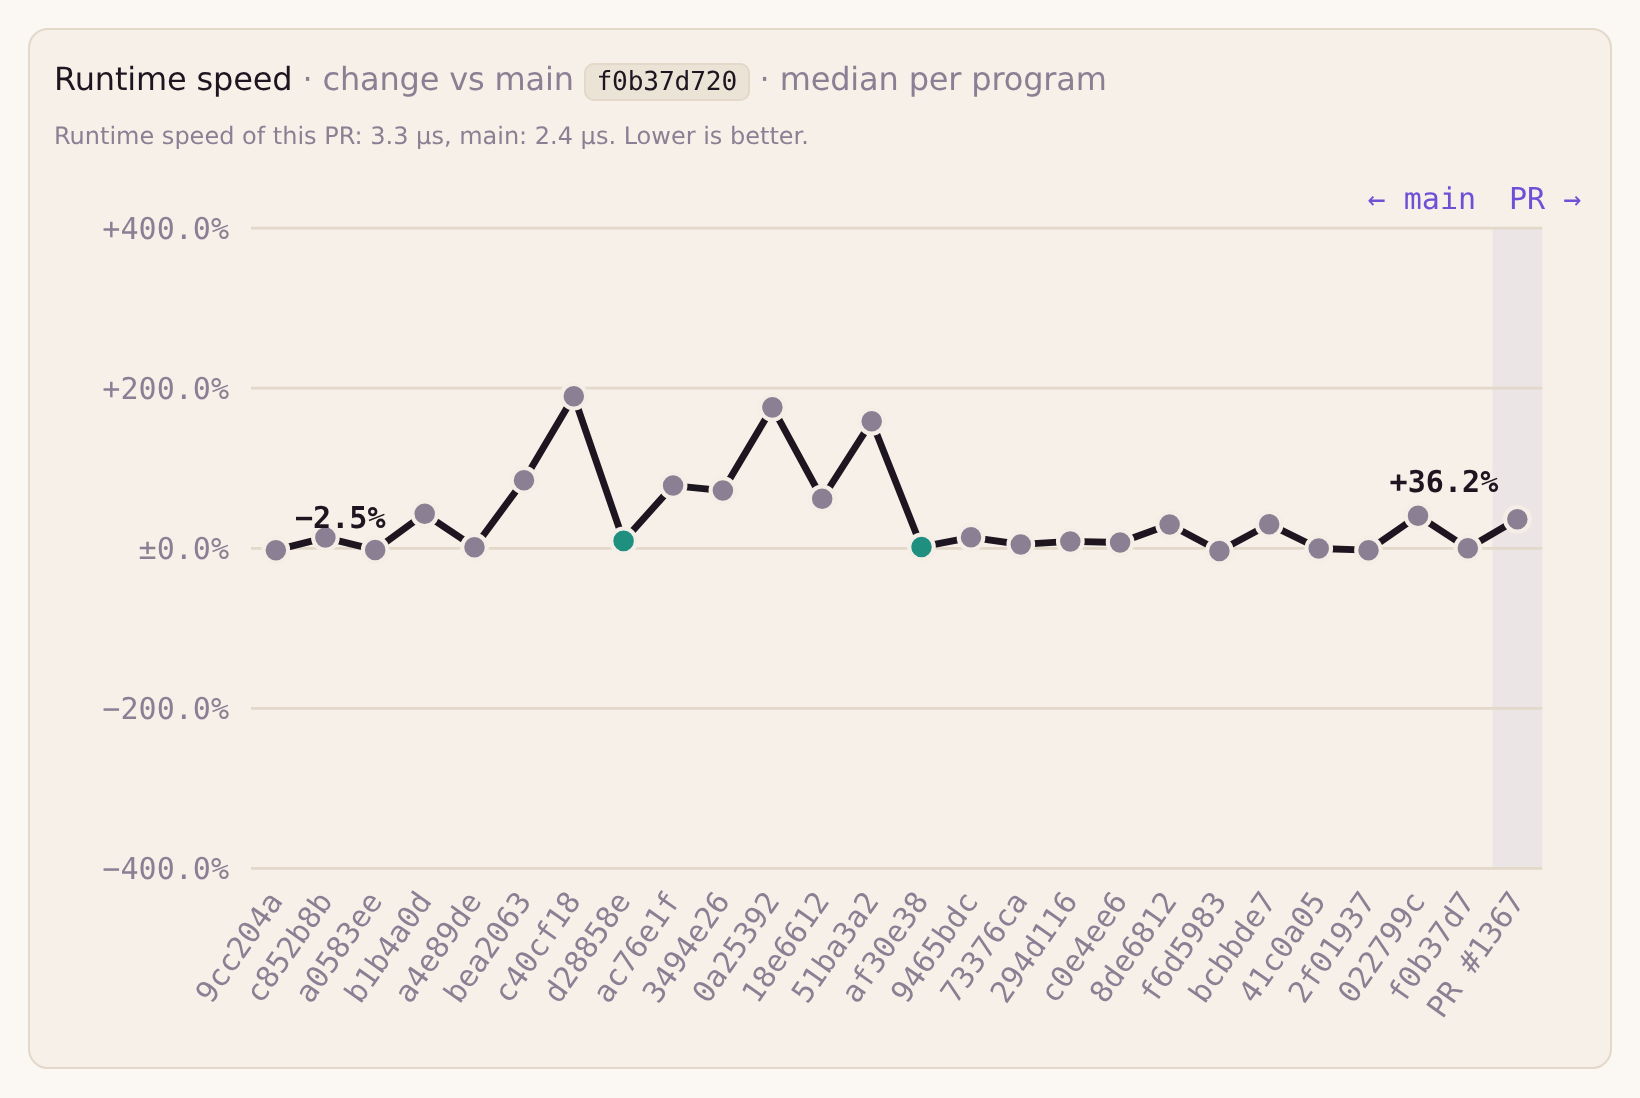 Runtime speed · change vs main f0b37d720 · median per program
Runtime speed of this PR: 3.3 µs, main: 2.4 µs. Lower is better.
← main PR →
+400.0%
+200.0%
±0.0%
−200.0%
−400.0%
−2.5%
+36.2%
9cc204a
c852b8b
a0583ee
b1b4a0d
a4e89de
bea2063
c40cf18
d28858e
ac76e1f
3494e26
0a25392
18e6612
51ba3a2
af30e38
9465bdc
73376ca
294d116
c0e4ee6
8de6812
f6d5983
bcbbde7
41c0a05
2f01937
022799c
f0b37d7
PR #1367